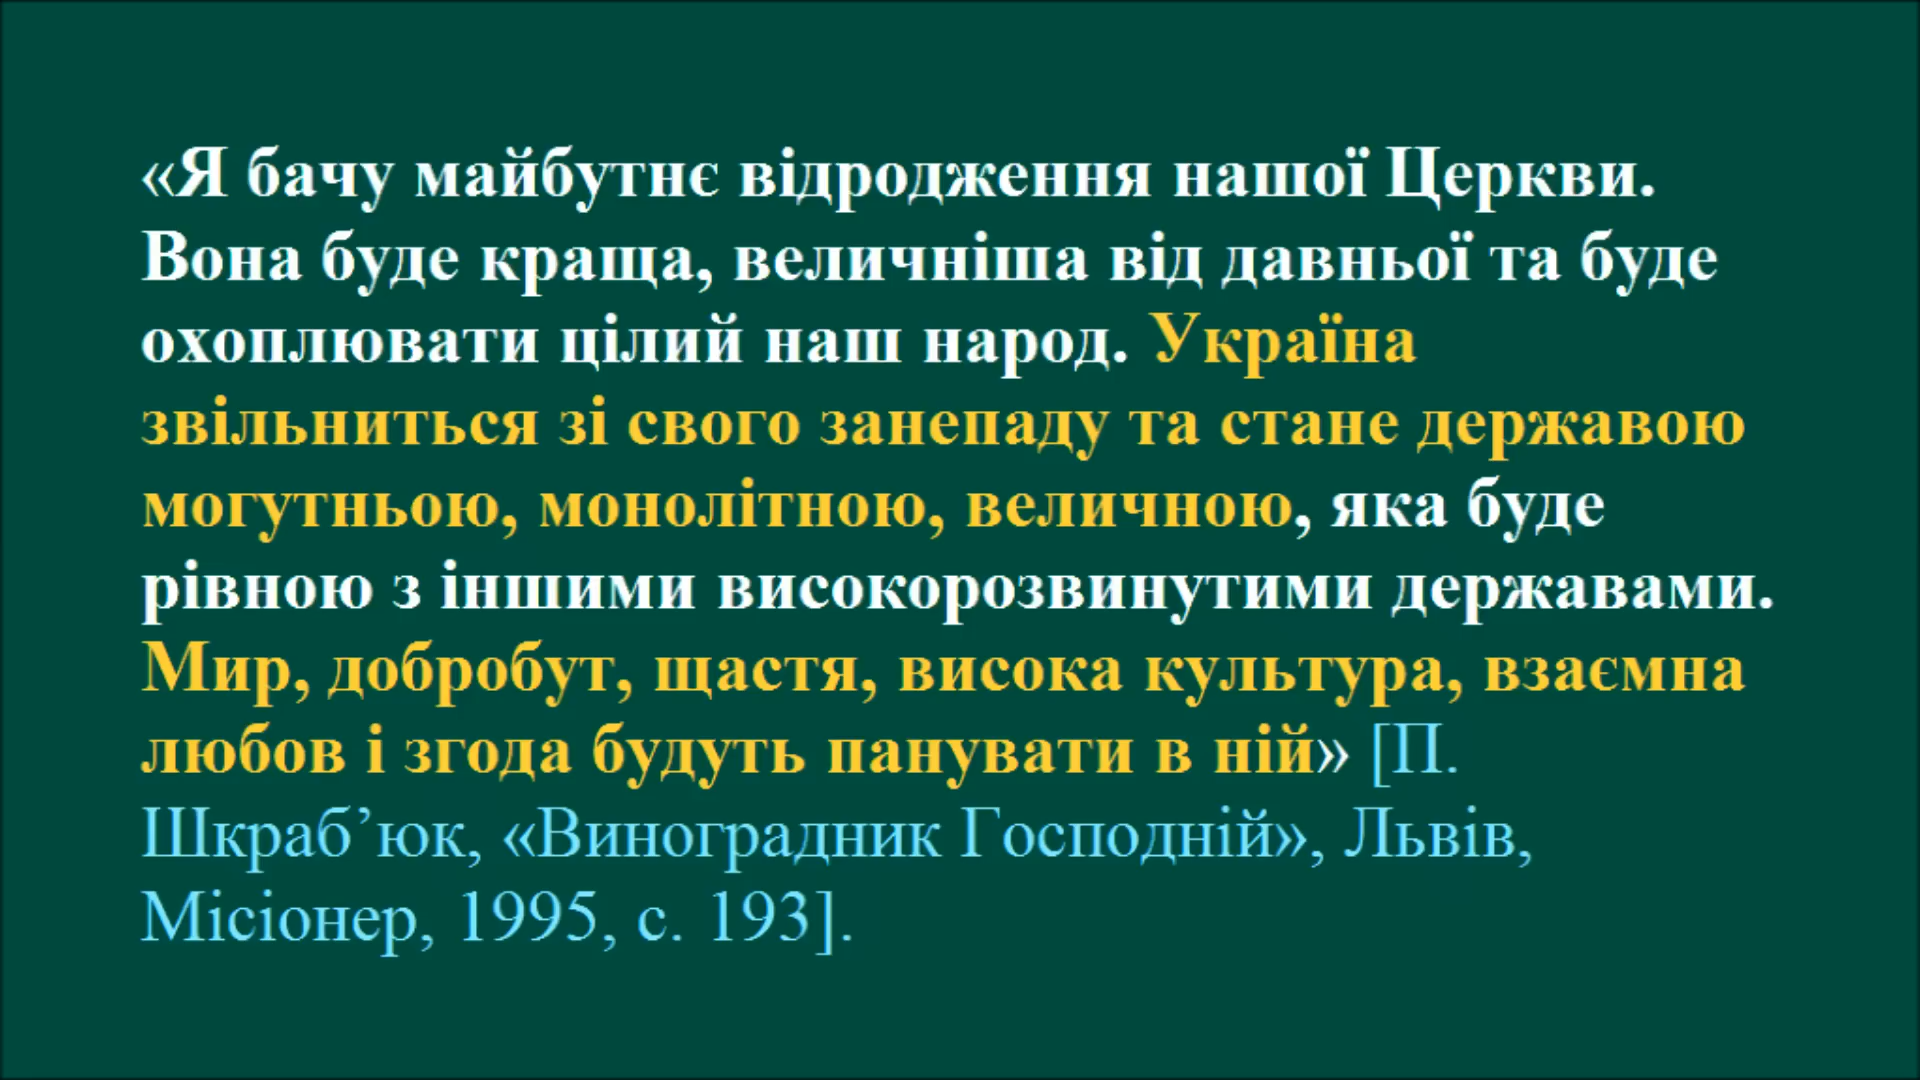 «Я бачу майбутнє відродження нашої Церкви.
Вона буде краща, величніша від давньої та буде
охоплювати цілий наш народ. Україна
звільниться зі свого занепаду та стане державою
могутньою, монолітною, величною, яка буде
рівною з іншими високорозвинутими державами.
Мир, добробут, щастя, висока культура, взаємна
любов і згода будуть панувати в ній» [П.
Шкраб’юк, «Виноградник Господній», Львів,
Місіонер, 1995, с. 193].